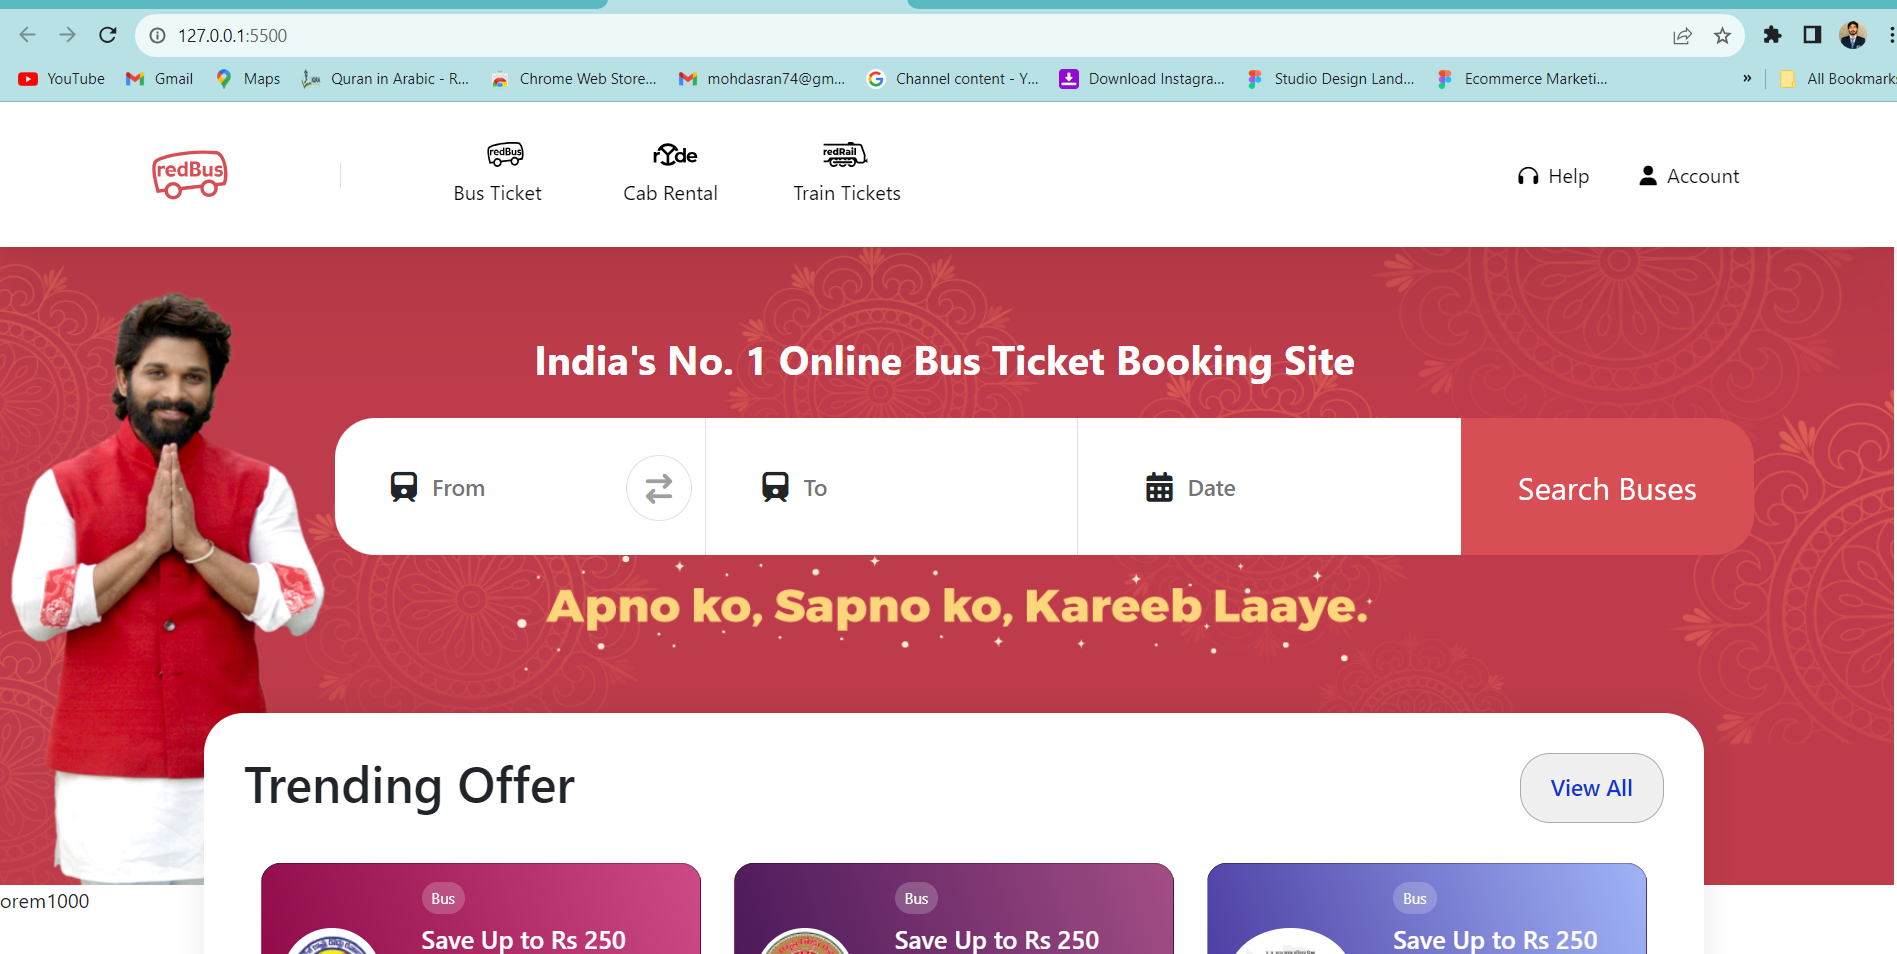 127.0.0.1:5500
YouTube
Gmail
Maps
Quran in Arabic - R...
Chrome Web Store...
mohdasran74@gm...
Channel content - Y...
Download Instagra...
Studio Design Land...
Ecommerce Marketi...
»
All Bookmarks
redBus
redBus
Bus Ticket
rYde
Cab Rental
redRail
Train Tickets
Help
Account
India's No. 1 Online Bus Ticket Booking Site
From
To
Date
Search Buses
Apno ko, Sapno ko, Kareeb Laaye.
Trending Offer
View All
orem1000
Bus
Save Up to Rs 250
Bus
Save Up to Rs 250
Bus
Save Up to Rs 250